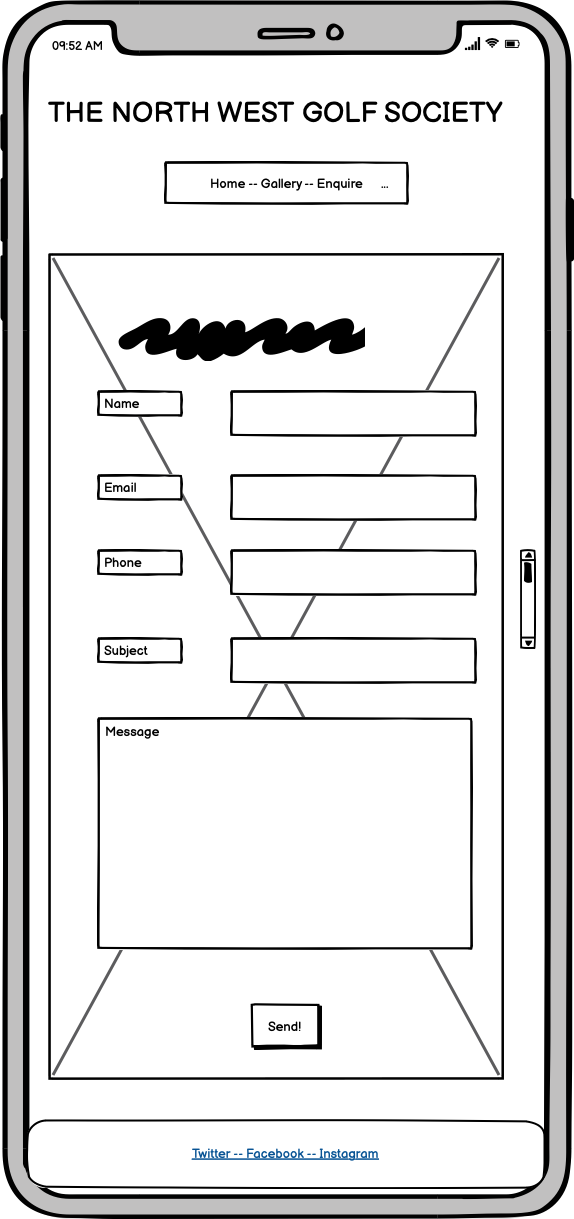 09:52 AM
THE NORTH WEST GOLF SOCIETY
Home -- Gallery -- Enquire ...
Name
Email
Phone
Subject
Message
Send!
Twitter -- Facebook -- Instagram